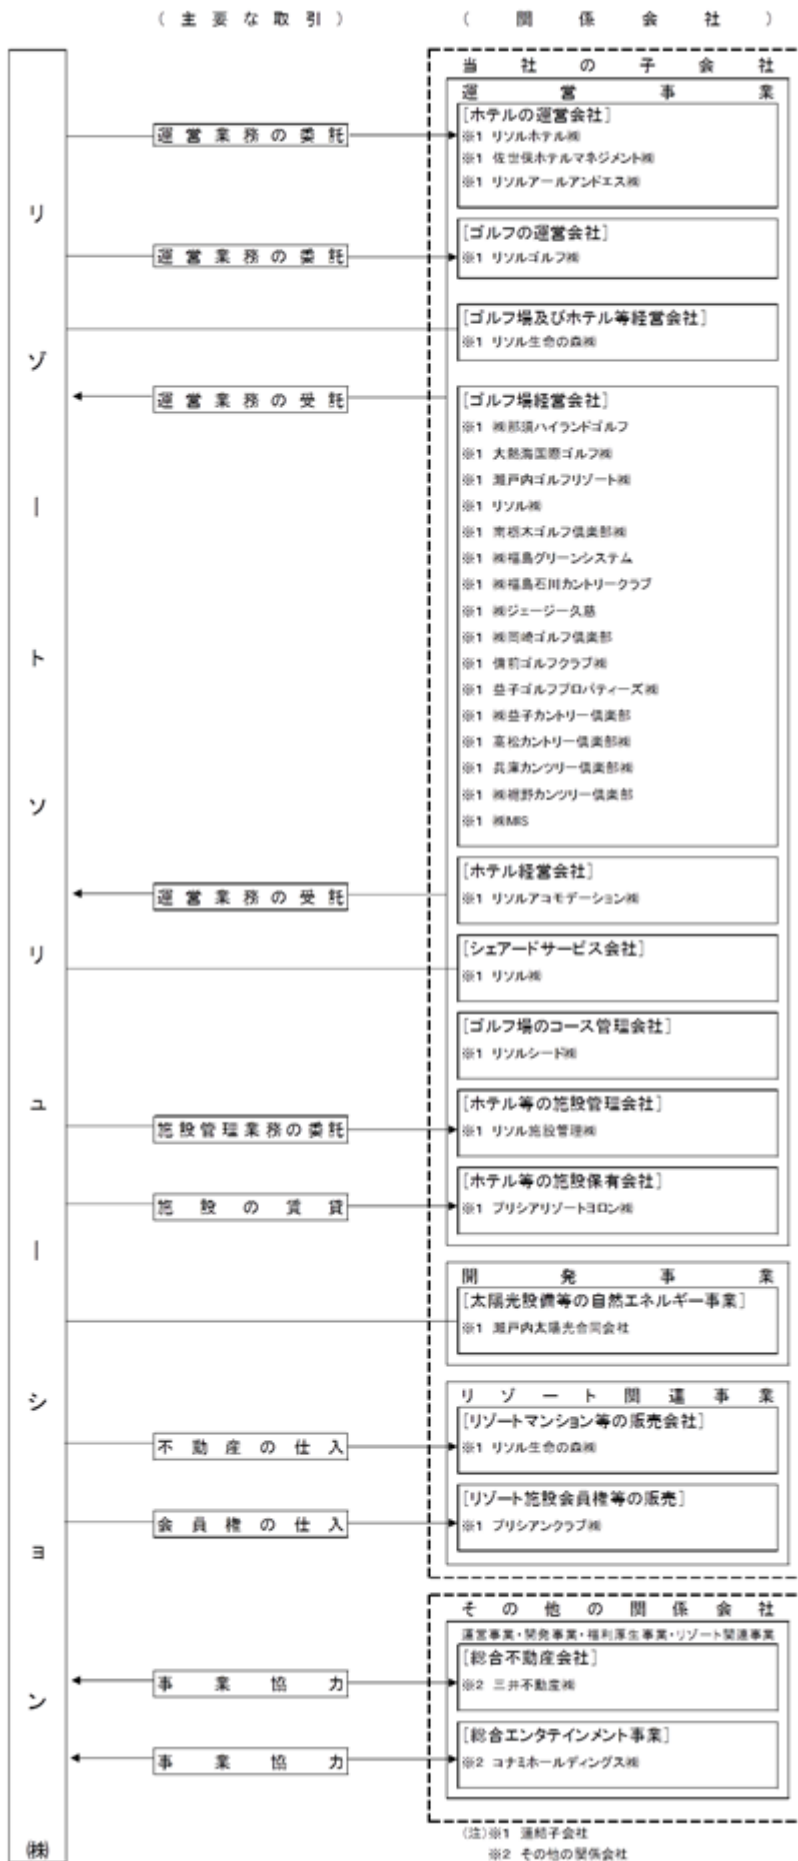 (主要な取引)
(関係会社)
リゾートソリューション㈱
当社の子会社
運営事業
[ホテルの運営会社]
運営業務の委託
※1 リソルホテル㈱
※1 佐世保ホテルマネジメント㈱
※1 リソルアールアンドエス㈱
[ゴルフの運営会社]
運営業務の委託
※1 リソルゴルフ㈱
[ゴルフ場及びホテル等経営会社]
※1 リソル生命の森㈱
運営業務の受託
[ゴルフ場経営会社]
※1 ㈱那須ハイランドゴルフ
※1 大熱海国際ゴルフ㈱
※1 瀬戸内ゴルフリゾート㈱
※1 リソル㈱
※1 南栃木ゴルフ倶楽部㈱
※1 ㈱福島グリーンシステム
※1 ㈱福島石川カントリークラブ
※1 ㈱ジェージー久慈
※1 ㈱岡崎ゴルフ倶楽部
※1 備前ゴルフクラブ㈱
※1 益子ゴルフプロパティーズ㈱
※1 ㈱益子カントリー倶楽部
※1 高松カントリー倶楽部㈱
※1 兵庫カンツリー倶楽部㈱
※1 ㈱裾野カンツリー倶楽部
※1 ㈱MIS
[ホテル経営会社]
運営業務の受託
※1 リソルアコモデーション㈱
[シェアードサービス会社]
※1 リソル㈱
[ゴルフ場のコース管理会社]
※1 リソルシード㈱
[ホテル等の施設管理会社]
施設管理業務の委託
※1 リソル施設管理㈱
[ホテル等の施設保有会社]
施設の賃貸
※1 プリシアリゾートヨロン㈱
開発事業
[太陽光設備等の自然エネルギー事業]
※1 瀬戸内太陽光合同会社
リゾート関連事業
[リゾートマンション等の販売会社]
不動産の仕入
※1 リソル生命の森㈱
[リゾート施設会員権等の販売]
会員権の仕入
※1 プリシアンクラブ㈱
その他の関係会社
運営事業・開発事業・福利厚生事業・リゾート関連事業
[総合不動産会社]
事業協力
※2 三井不動産㈱
[総合エンタテインメント事業]
事業協力
※2 コナミホールディングス㈱
(注)※1 連結子会社
※2 その他の関係会社